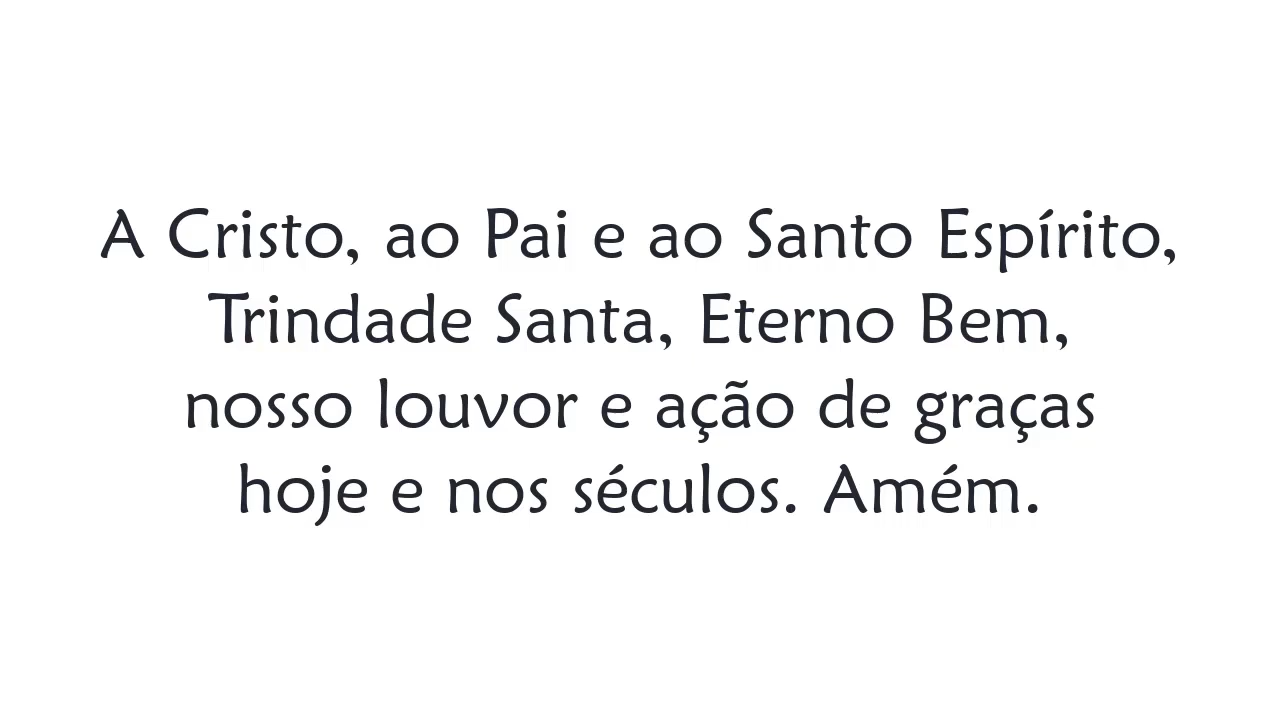 A Cristo, ao Pai e ao Santo Espírito,
Trindade Santa, Eterno Bem,
nosso louvor e ação de graças
hoje e nos séculos. Amém.